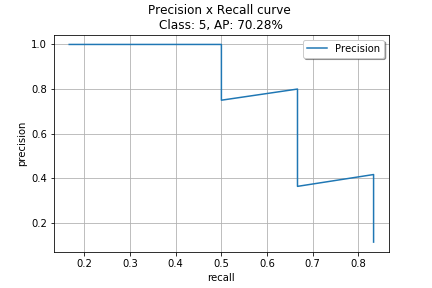 Precision x Recall curve
Class: 5, AP: 70.28%
Precision
precision
1.0
0.8
0.6
0.4
0.2
0.2 0.3 0.4 0.5 0.6 0.7 0.8
recall